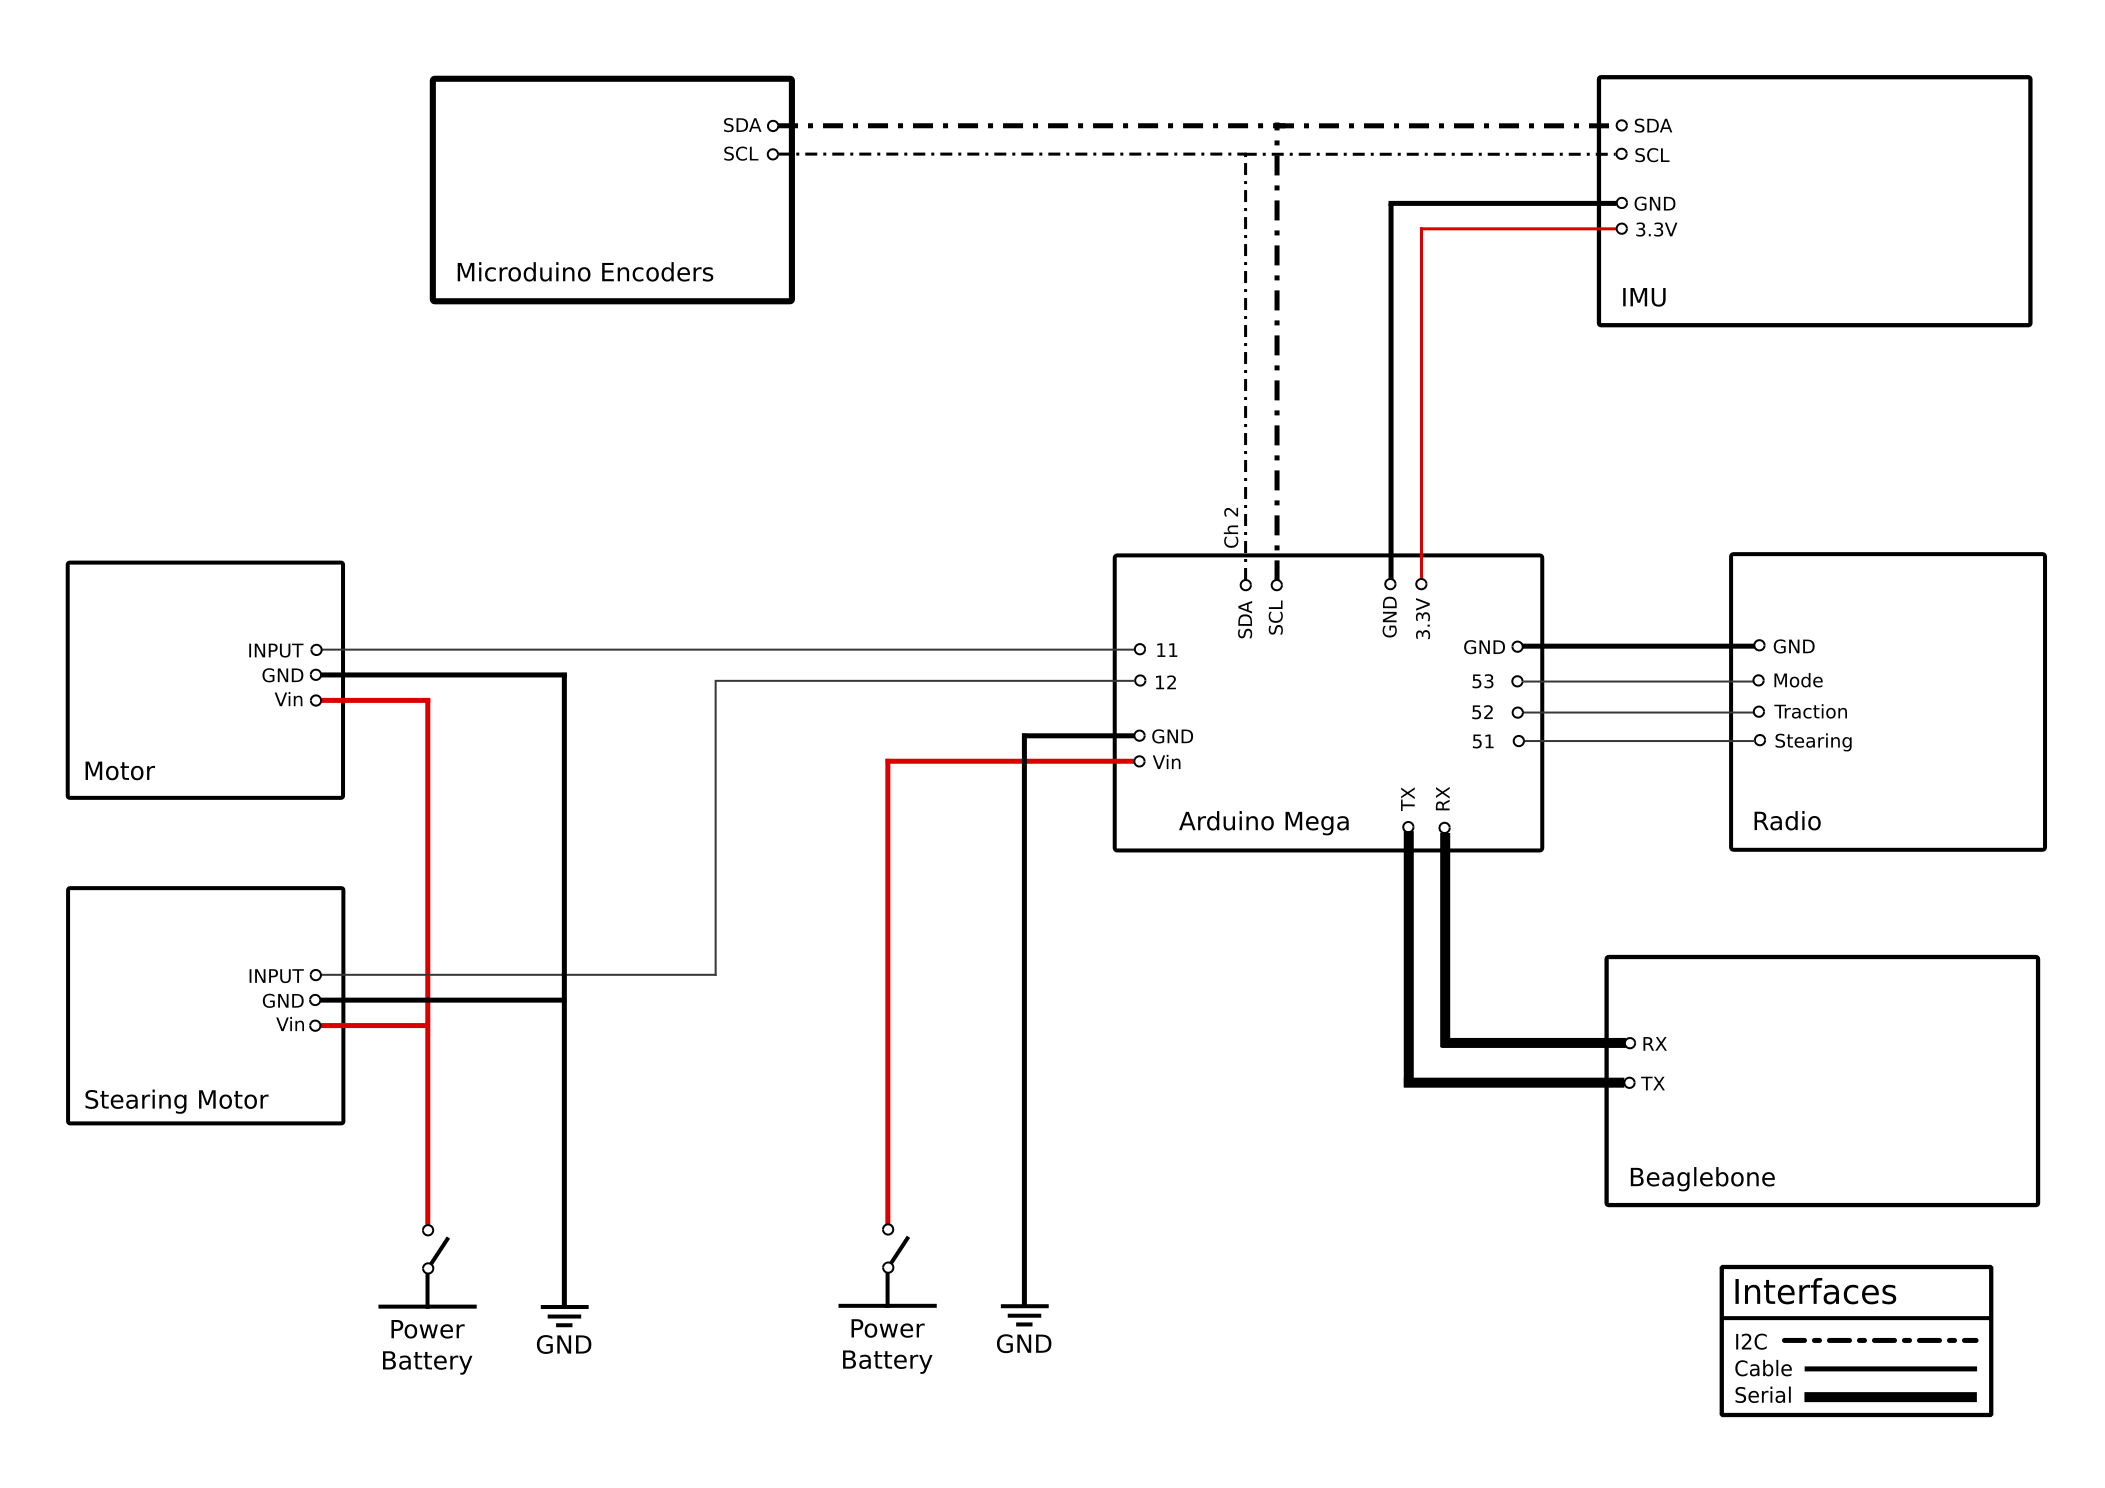 SDA
SCL
Microduino Encoders
SDA
SCL
GND
3.3V
IMU
Ch 2
INPUT
GND
Vin
Motor
SDA
SCL
GND
3.3V
11
12
GND
Vin
GND
53
52
51
TX
RX
Arduino Mega
GND
Mode
Traction
Stearing
Radio
INPUT
GND
Vin
Stearing Motor
RX
TX
Beaglebone
Power
Battery
GND
Power
Battery
GND
Interfaces
I2C
Cable
Serial